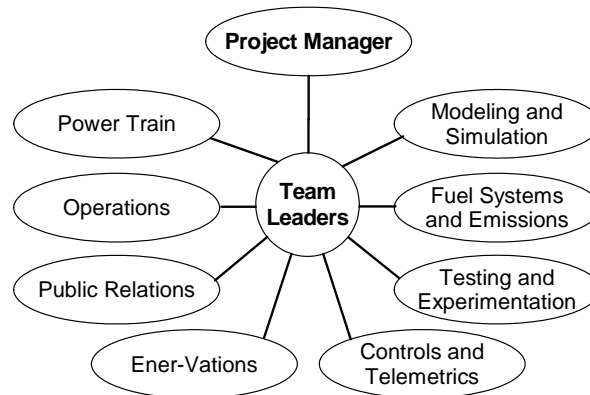 Project Manager
Power Train
Modeling and
Simulation
Team
Leaders
Operations
Fuel Systems
and Emissions
Public Relations
Testing and
Experimentation
Ener-Vations
Controls and
Telemetrics